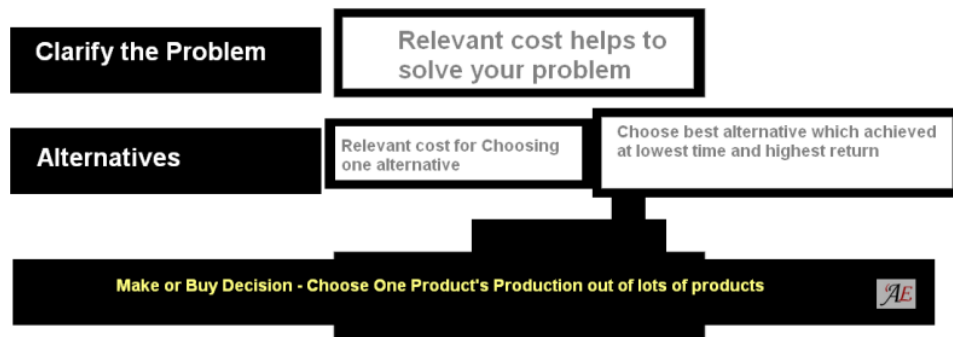 Clarify the Problem
Relevant cost helps to
solve your problem
Alternatives
Relevant cost for Choosing
one alternative
Choose best alternative which achieved
at lowest time and highest return
Make or Buy Decision - Choose One Product's Production out of lots of products
AE